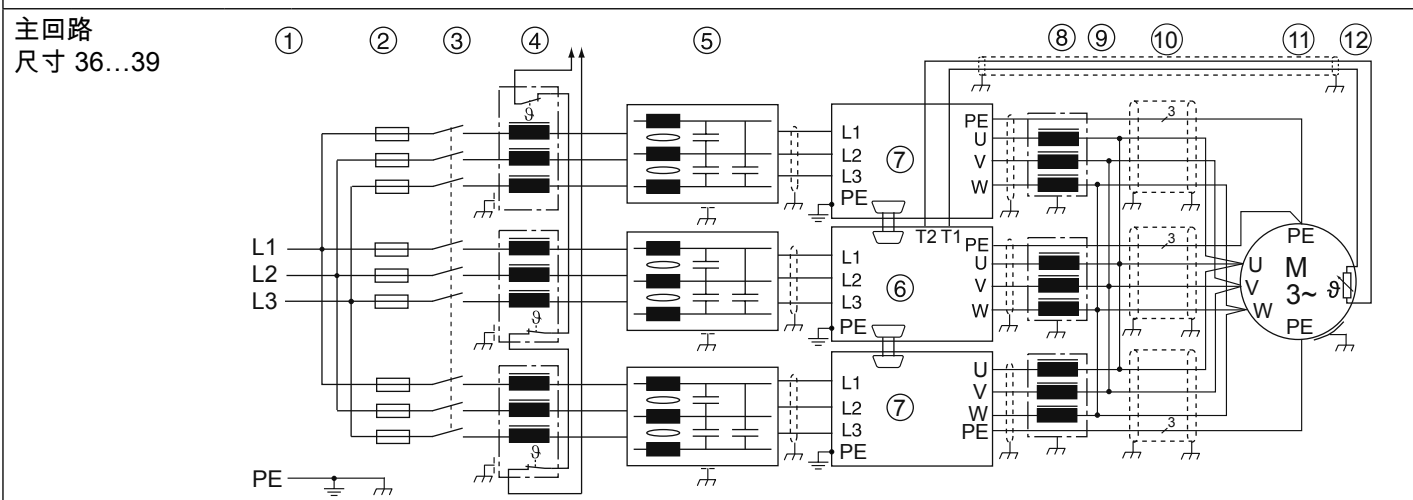 主回路
尺寸 36…39
① ② ③ ④ ⑤ ⑧ ⑨ ⑩ ⑪ ⑫
ϑ
L1
L2
L3
PE
⑦
PE
U
V
W
3
L1
L2
L3
ϑ
L1
L2
L3
PE
⑥
T2 T1
PE
U
V
W
3
PE
U
V
W
M
3~
ϑ
PE
ϑ
L1
L2
L3
PE
⑦
U
V
W
PE
3
PE